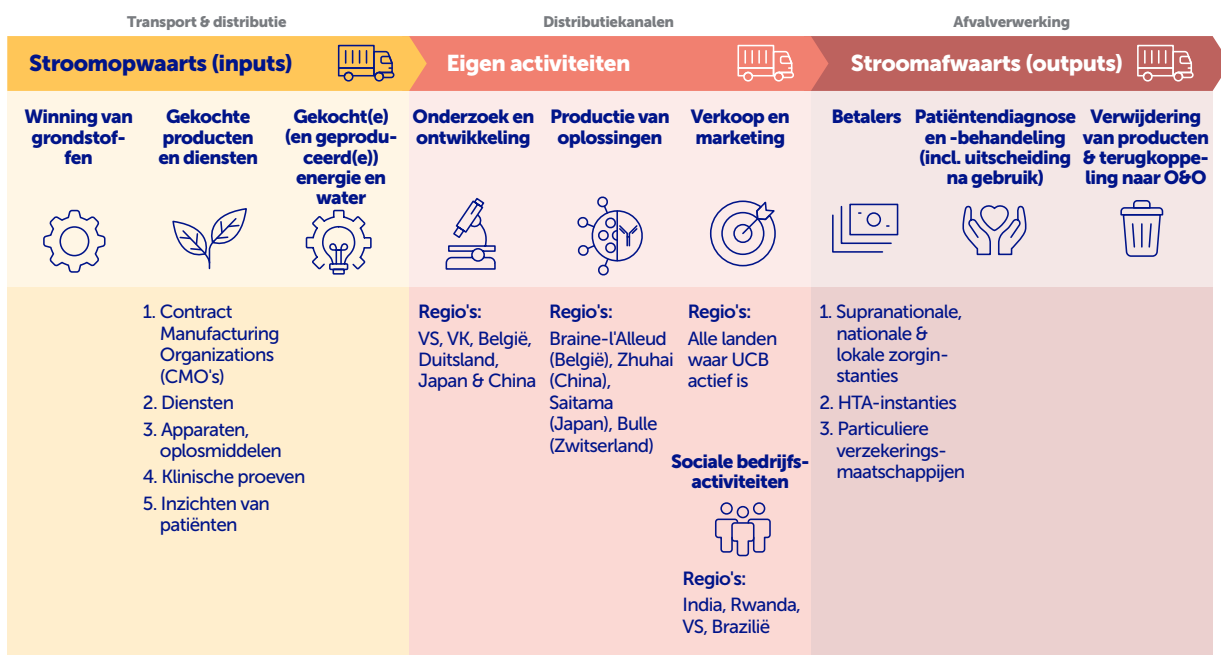 Transport & distributie
Distributiekanalen
Afvalverwerking
Stroomopwaarts (inputs)
Eigen activiteiten
Stroomafwaarts (outputs)
Winning van
grondstof-
fen
Gekochte
producten
en diensten
Gekocht(e)
(en geprodu-
ceerd(e))
energie en
water
Onderzoek en
ontwikkeling
Productie van
oplossingen
Verkoop en
marketing
Betalers
Patiëntendiagnose
en -behandeling
(incl. uitscheiding
na gebruik)
Verwijdering
van producten
& terugkoppe-
ling naar O&O
1. Contract
Manufacturing
Organizations
(CMO's)
2. Diensten
3. Apparaten,
oplosmiddelen
4. Klinische proeven
5. Inzichten van
patiënten
Regio's:
VS, VK, België,
Duitsland,
Japan & China
Regio's:
Braine-l'Alleud
(België), Zhuhai
(China),
Saitama
(Japan), Bulle
(Zwitserland)
Regio's:
Alle landen
waar UCB
actief is
Sociale bedrijfs-
activiteiten
Regio's:
India, Rwanda,
VS, Brazilië
1. Supranationale,
nationale &
lokale zorgin-
stanties
2. HTA-instanties
3. Particuliere
verzekerings-
maatschappijen